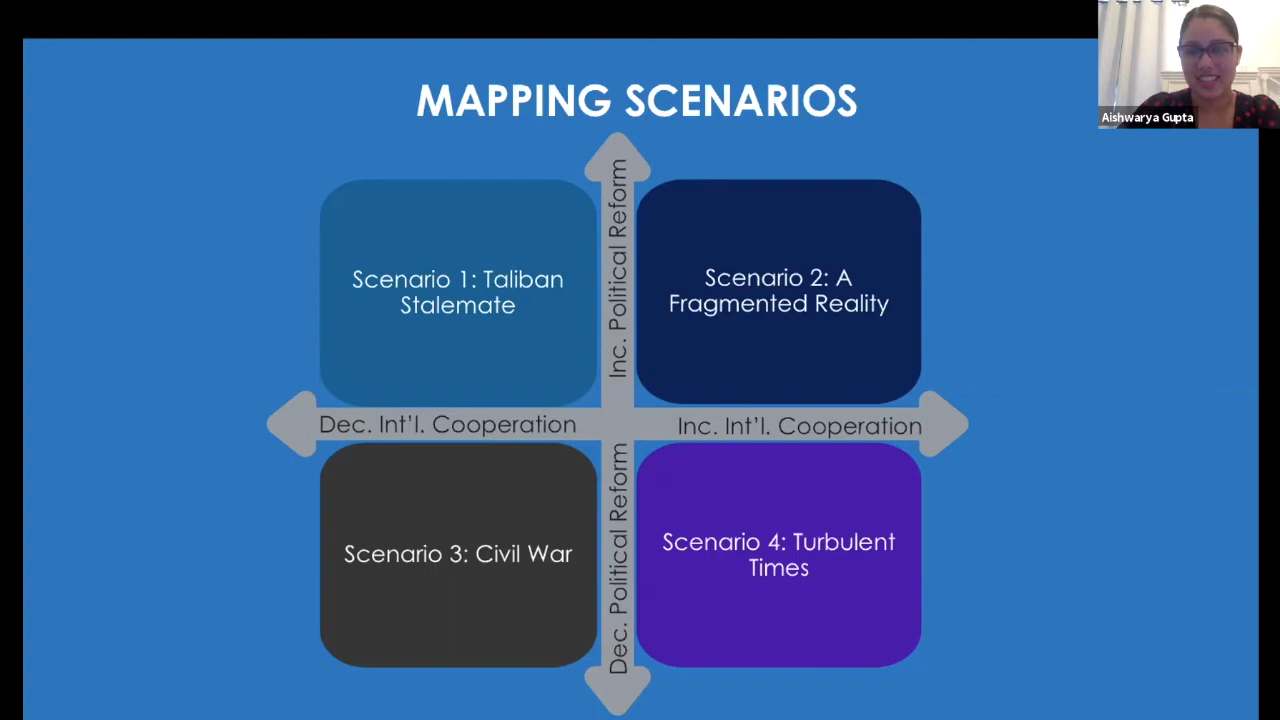 MAPPING SCENARIOS
Aishwarya Gupta
Inc. Political Reform
Scenario 1: Taliban
Stalemate
Scenario 2: A
Fragmented Reality
Dec. Int'l. Cooperation
Inc. Int'l. Cooperation
Dec. Political Reform
Scenario 3: Civil War
Scenario 4: Turbulent
Times